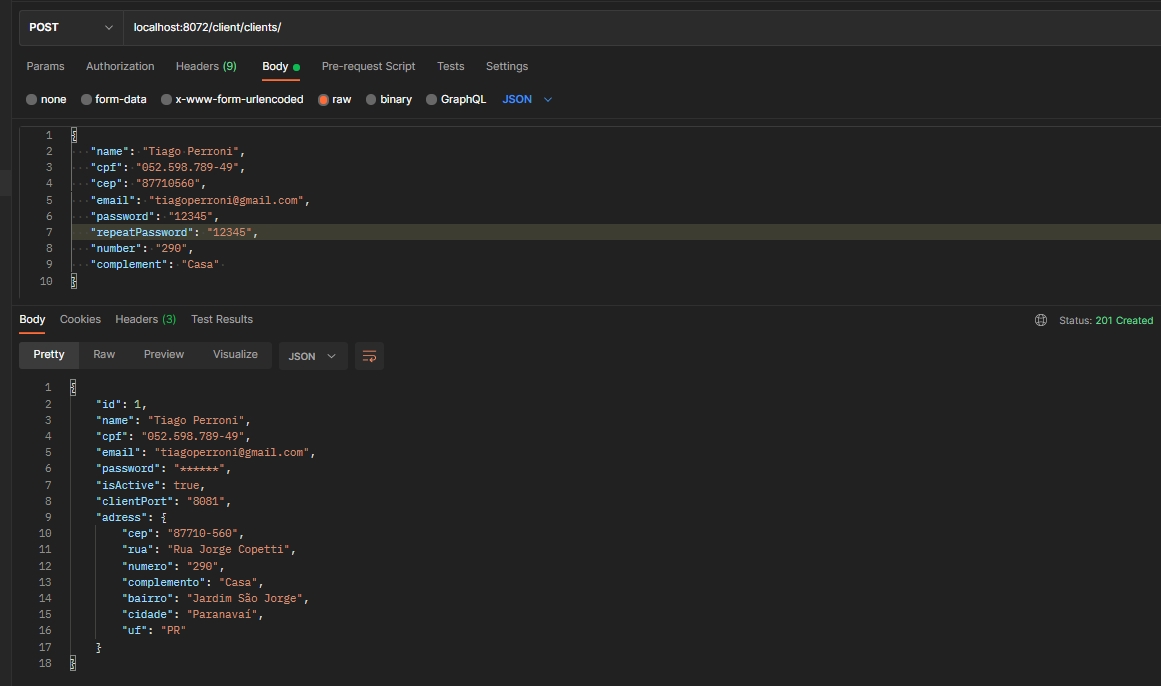 POST localhost:8072/client/clients/
Params Authorization Headers (9) Body Pre-request Script Tests Settings
none form-data x-www-form-urlencoded raw binary GraphQL JSON
1 {
2 "name": "Tiago Perroni",
3 "cpf": "052.598.789-49",
4 "cep": "87710560",
5 "email": "tiagoperroni@gmail.com",
6 "password": "12345",
7 "repeatPassword": "12345",
8 "number": "290",
9 "complement": "Casa"
10 }
Body Cookies Headers (3) Test Results Status: 201 Created
Pretty Raw Preview Visualize JSON
1 {
2 "id": 1,
3 "name": "Tiago Perroni",
4 "cpf": "052.598.789-49",
5 "email": "tiagoperroni@gmail.com",
6 "password": "******",
7 "isActive": true,
8 "clientPort": "8081",
9 "adress": {
10 "cep": "87710-560",
11 "rua": "Rua Jorge Copetti",
12 "numero": "290",
13 "complemento": "Casa",
14 "bairro": "Jardim São Jorge",
15 "cidade": "Paranavaí",
16 "uf": "PR"
17 }
18 }